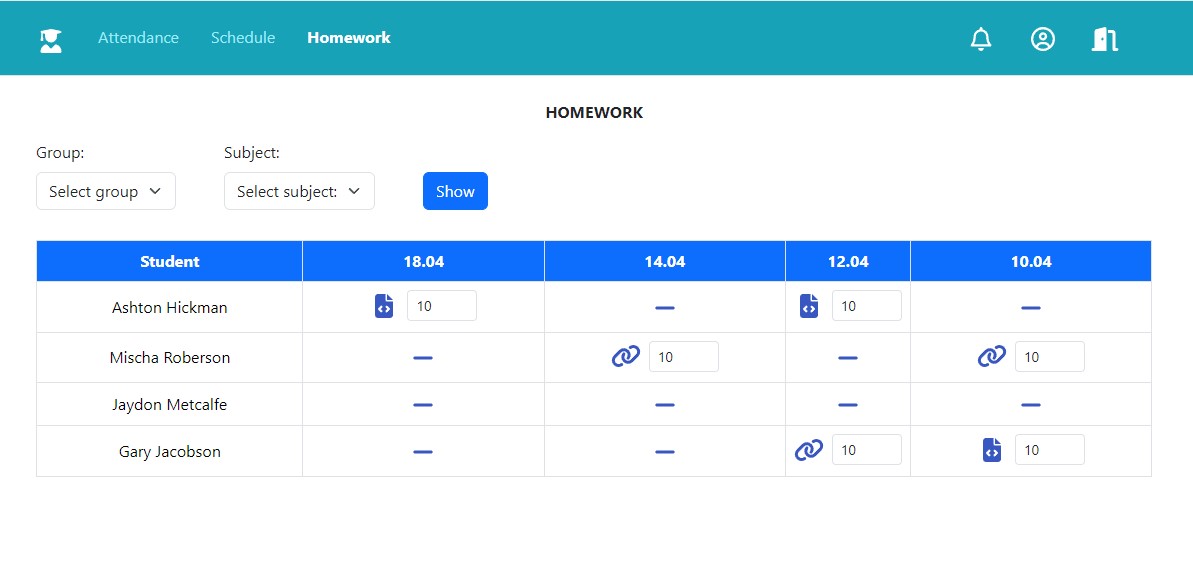 Attendance Schedule Homework
HOMEWORK
Group: Subject:
Select group Select subject: Show
Student 18.04 14.04 12.04 10.04
Ashton Hickman 10 — 10 —
Mischa Roberson — 10 — 10
Jaydon Metcalfe — — — —
Gary Jacobson — — 10 10